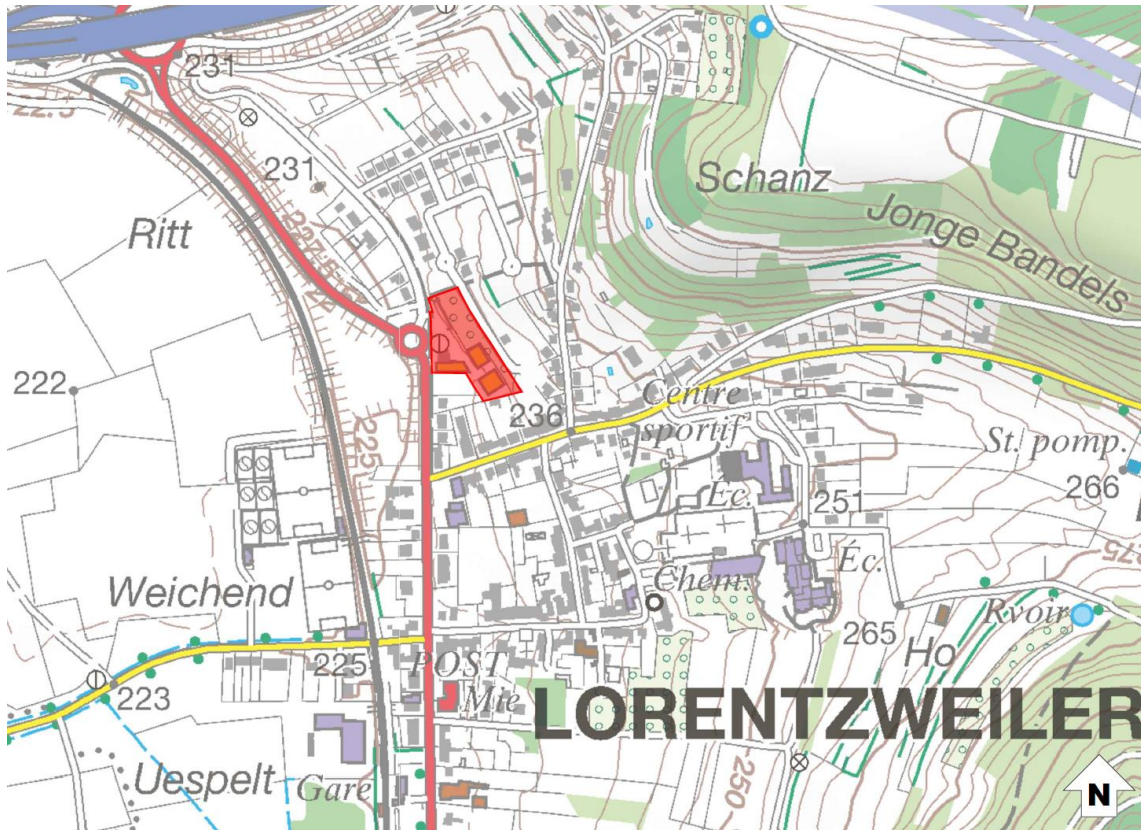 231
231
Schanz
Jonge Bandels
Ritt
222
Centre
sportif
236
225
St. pomp.
266
Éc.
251
275
Éc.
Chem.
Weichend
265
Rvoir
Ho
225
POST
Mie
223
LORENTZWEILER
Uespelt
Gare
250
N